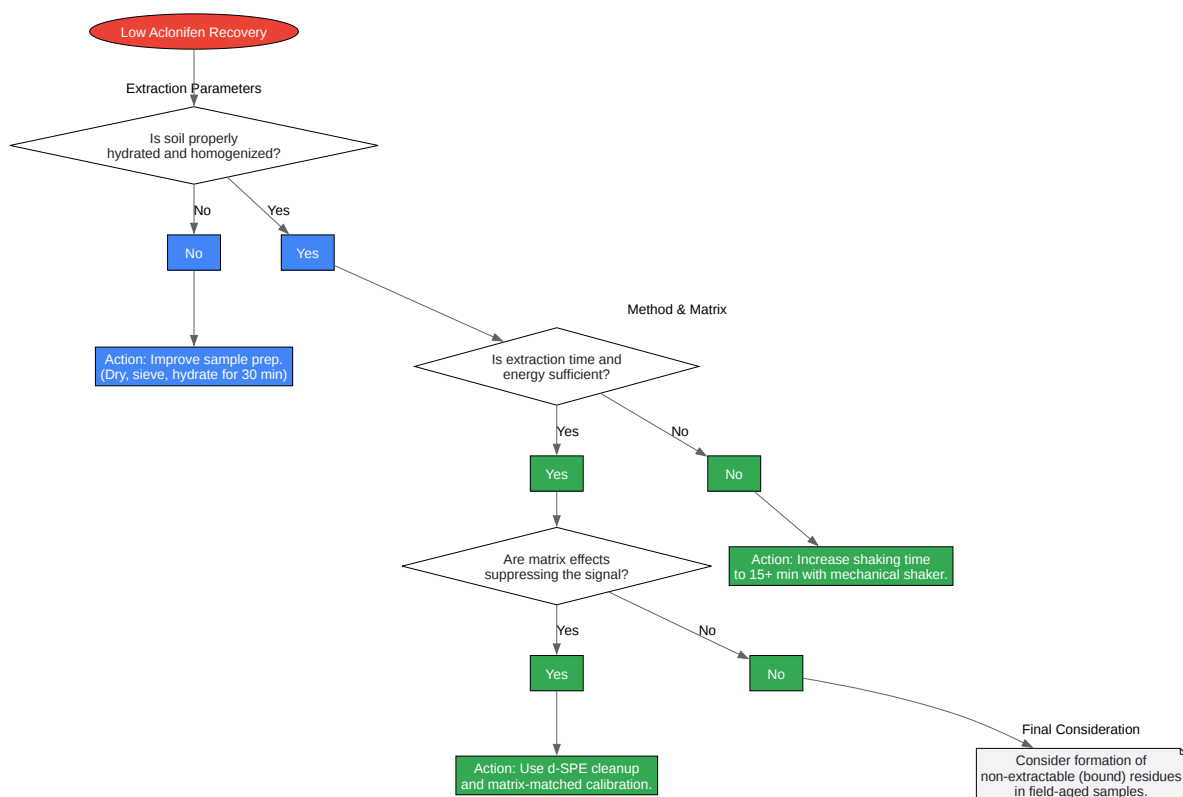 Low Aclonifen Recovery
Extraction Parameters
Is soil properly
hydrated and homogenized?
No
Yes
No
Yes
Action: Improve sample prep.
(Dry, sieve, hydrate for 30 min)
Method & Matrix
Is extraction time and
energy sufficient?
Yes
No
Yes
No
Action: Increase shaking time
to 15+ min with mechanical shaker.
Are matrix effects
suppressing the signal?
Yes
No
Yes
No
Action: Use d-SPE cleanup
and matrix-matched calibration.
Final Consideration
Consider formation of
non-extractable (bound) residues
in field-aged samples.